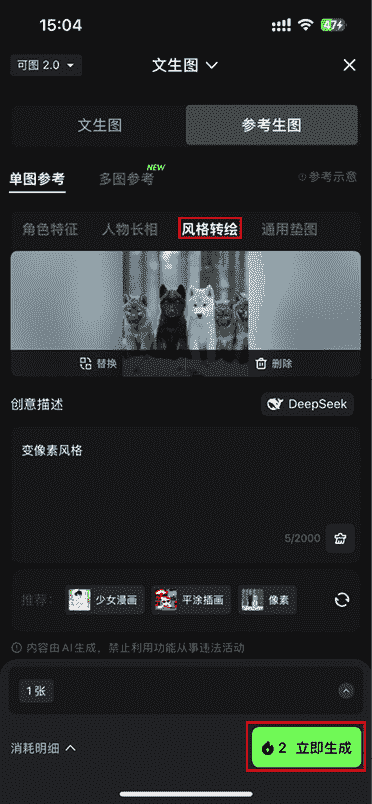 15:04
47
可图 2.0
文生图
文生图
参考生图
单图参考
多图参考
NEW
参考示意
角色特征
人物长相
风格转绘
通用垫图
替换
删除
创意描述
DeepSeek
变像素风格
5/2000
推荐：
少女漫画
平涂插画
像素
内容由AI生成，禁止利用功能从事违法活动
1 张
消耗明细
2 立即生成